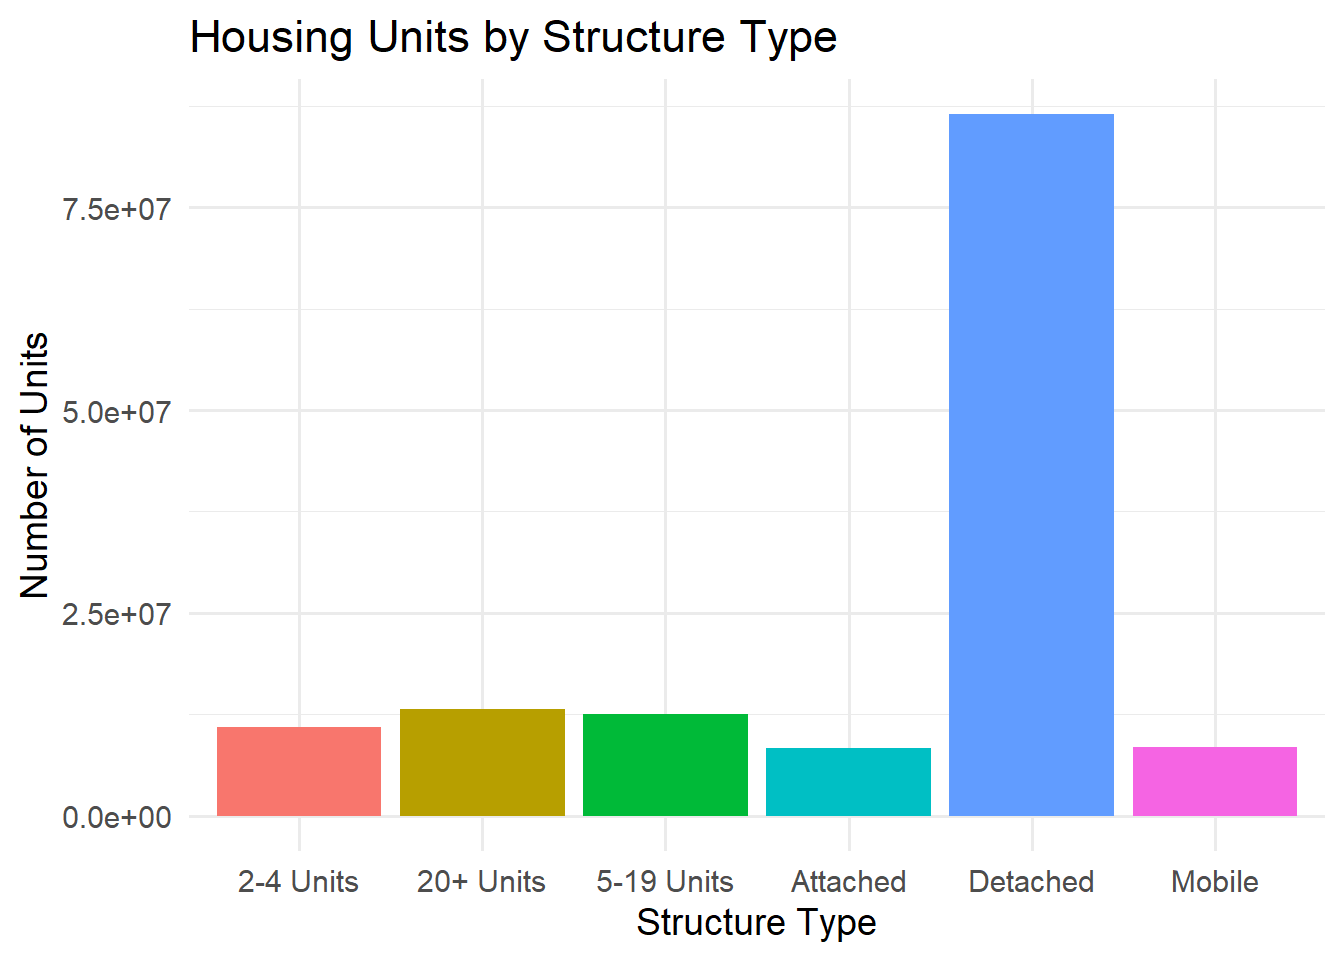 Housing Units by Structure Type
Number of Units
7.5e+07
5.0e+07
2.5e+07
0.0e+00
2-4 Units 20+ Units 5-19 Units Attached Detached Mobile
Structure Type